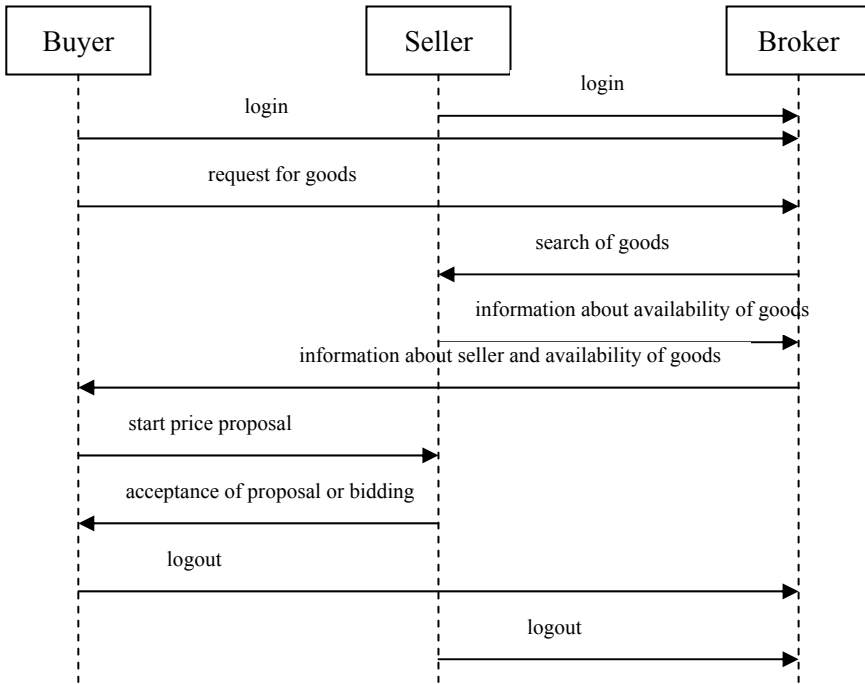 Buyer
Seller
Broker
login
login
request for goods
search of goods
information about availability of goods
information about seller and availability of goods
start price proposal
acceptance of proposal or bidding
logout
logout